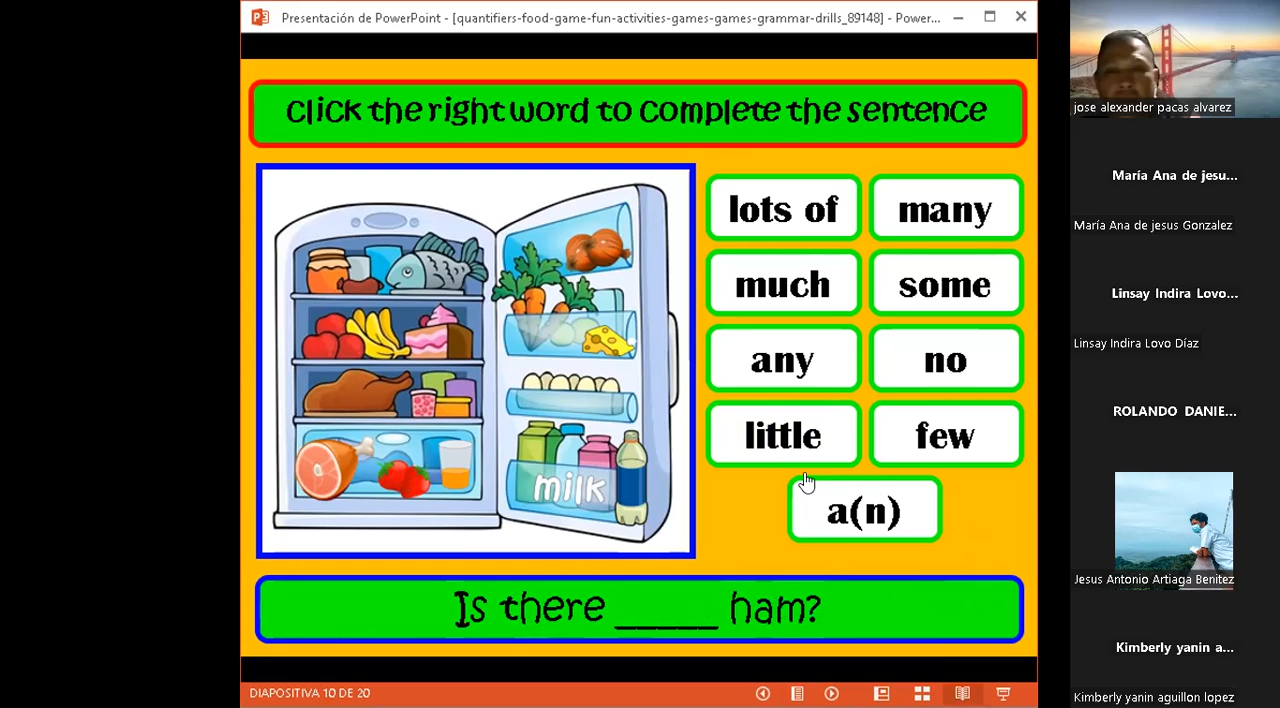 Presentación de PowerPoint - [quantifiers-food-game-fun-activities-games-games-grammar-drills_89148] - Power...
Click the right word to complete the sentence
lots of
many
much
some
any
no
little
few
a(n)
milk
Is there _____ ham?
DIAPOSITIVA 10 DE 20
jose alexander pacas alvarez
María Ana de jesu...
María Ana de jesus Gonzalez
Linsay Indira Lovo...
Linsay Indira Lovo Díaz
ROLANDO DANIE...
Jesus Antonio Artiaga Benitez
Kimberly yanin a...
Kimberly yanin aguillon lopez